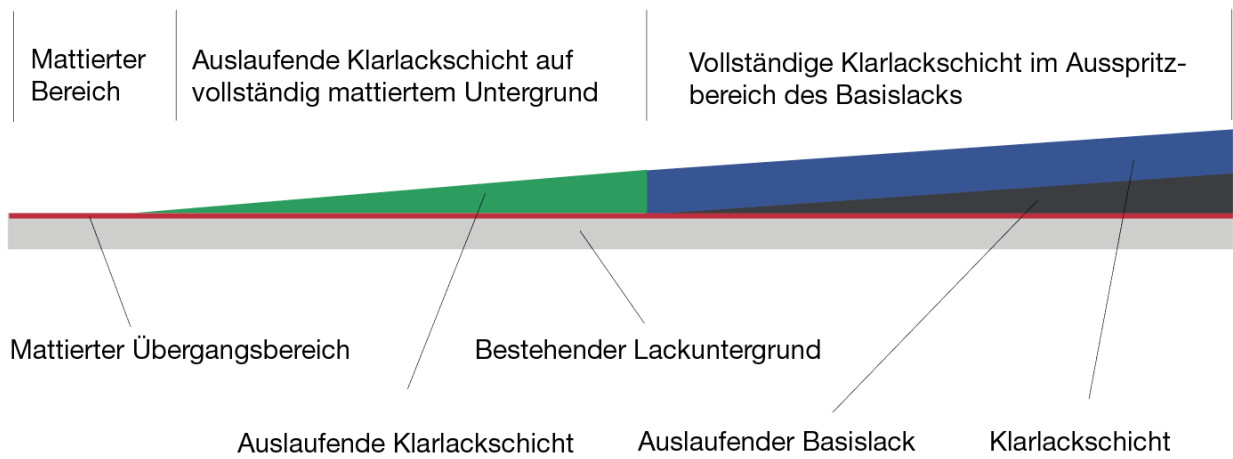 Mattierter
Bereich
Auslaufende Klarlackschicht auf
vollständig mattiertem Untergrund
Vollständige Klarlackschicht im Ausspritz-
bereich des Basislacks
Mattierter Übergangsbereich
Bestehender Lackuntergrund
Auslaufende Klarlackschicht
Auslaufender Basislack
Klarlackschicht